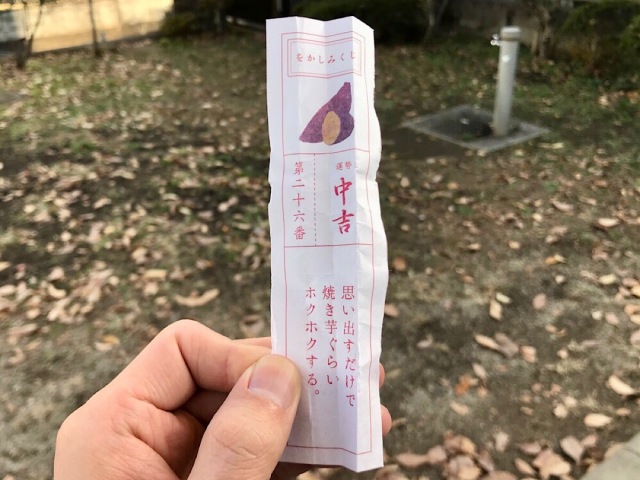 をかしみくじ
運勢
中吉
第二十六番
思い出すだけで
焼き芋ぐらい
ホクホクする。